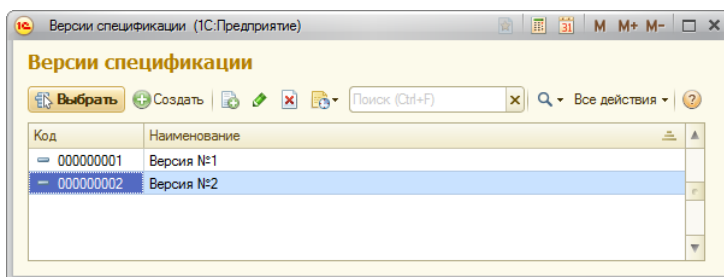 Версии спецификации (1С:Предприятие)
31 M M+ M-
Версии спецификации
Выбрать Создать Поиск (Ctrl+F) Все действия
Код Наименование
000000001 Версия №1
000000002 Версия №2